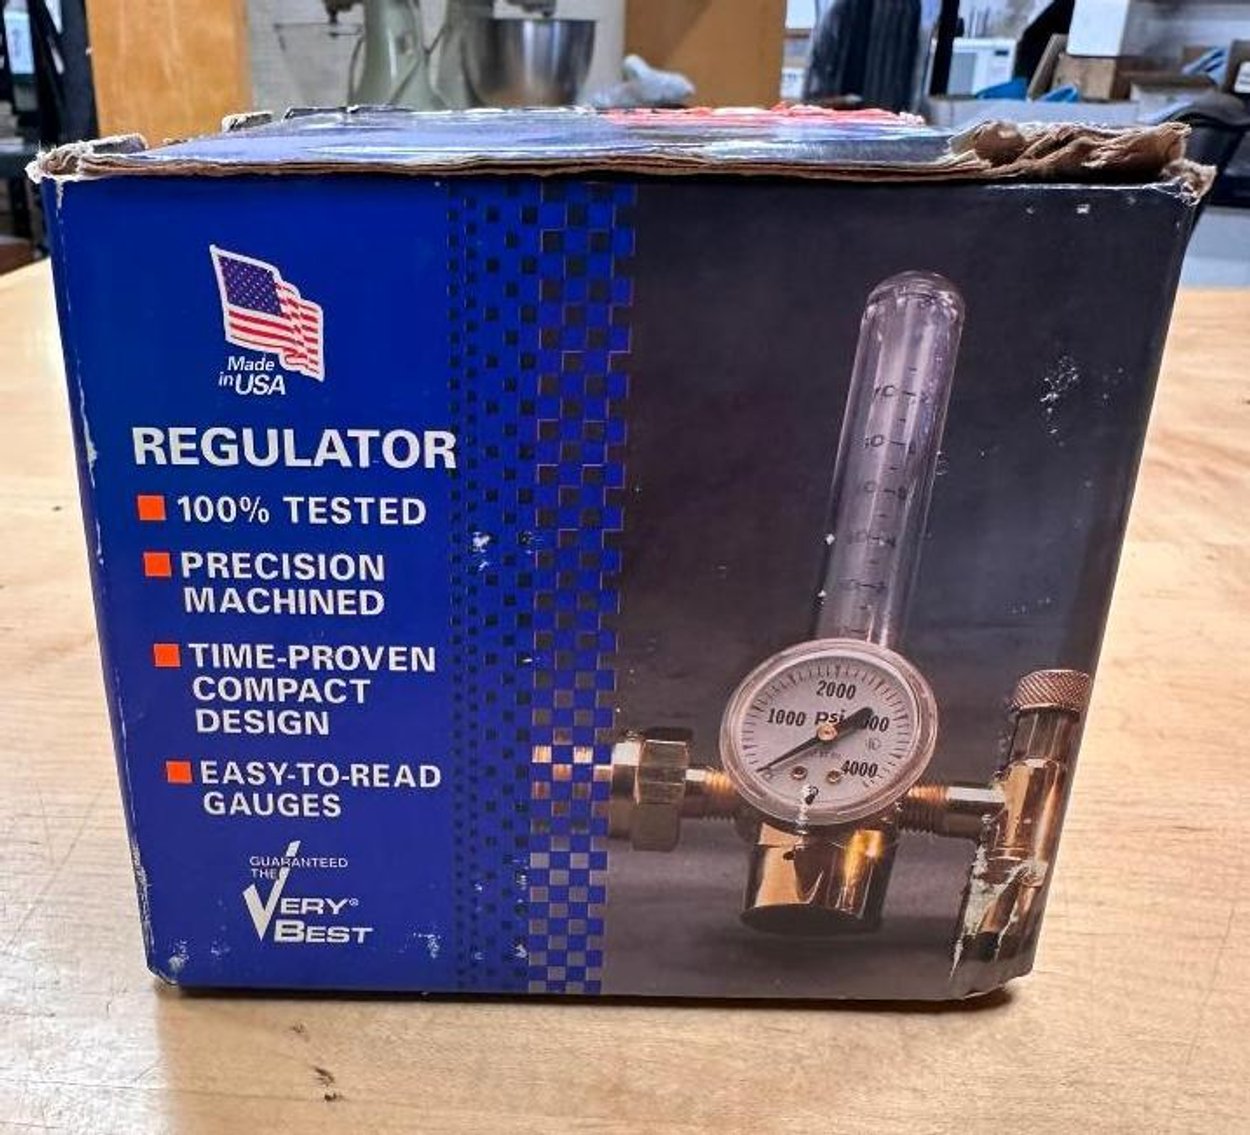 Made
in USA
REGULATOR
100% TESTED
PRECISION
MACHINED
TIME-PROVEN
COMPACT
DESIGN
EASY-TO-READ
GAUGES
GUARANTEED
THE
VERY®
BEST
2000
1000 psi
4000